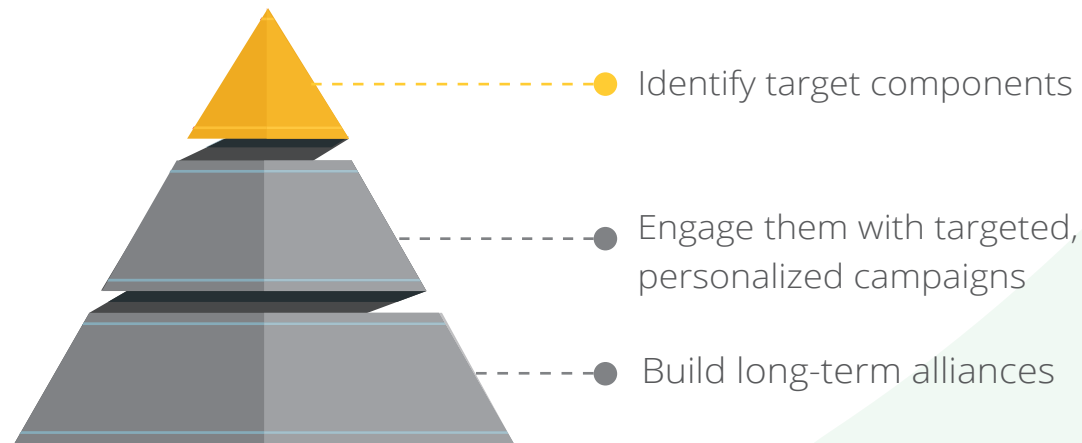 Identify target components
Engage them with targeted,
personalized campaigns
Build long-term alliances